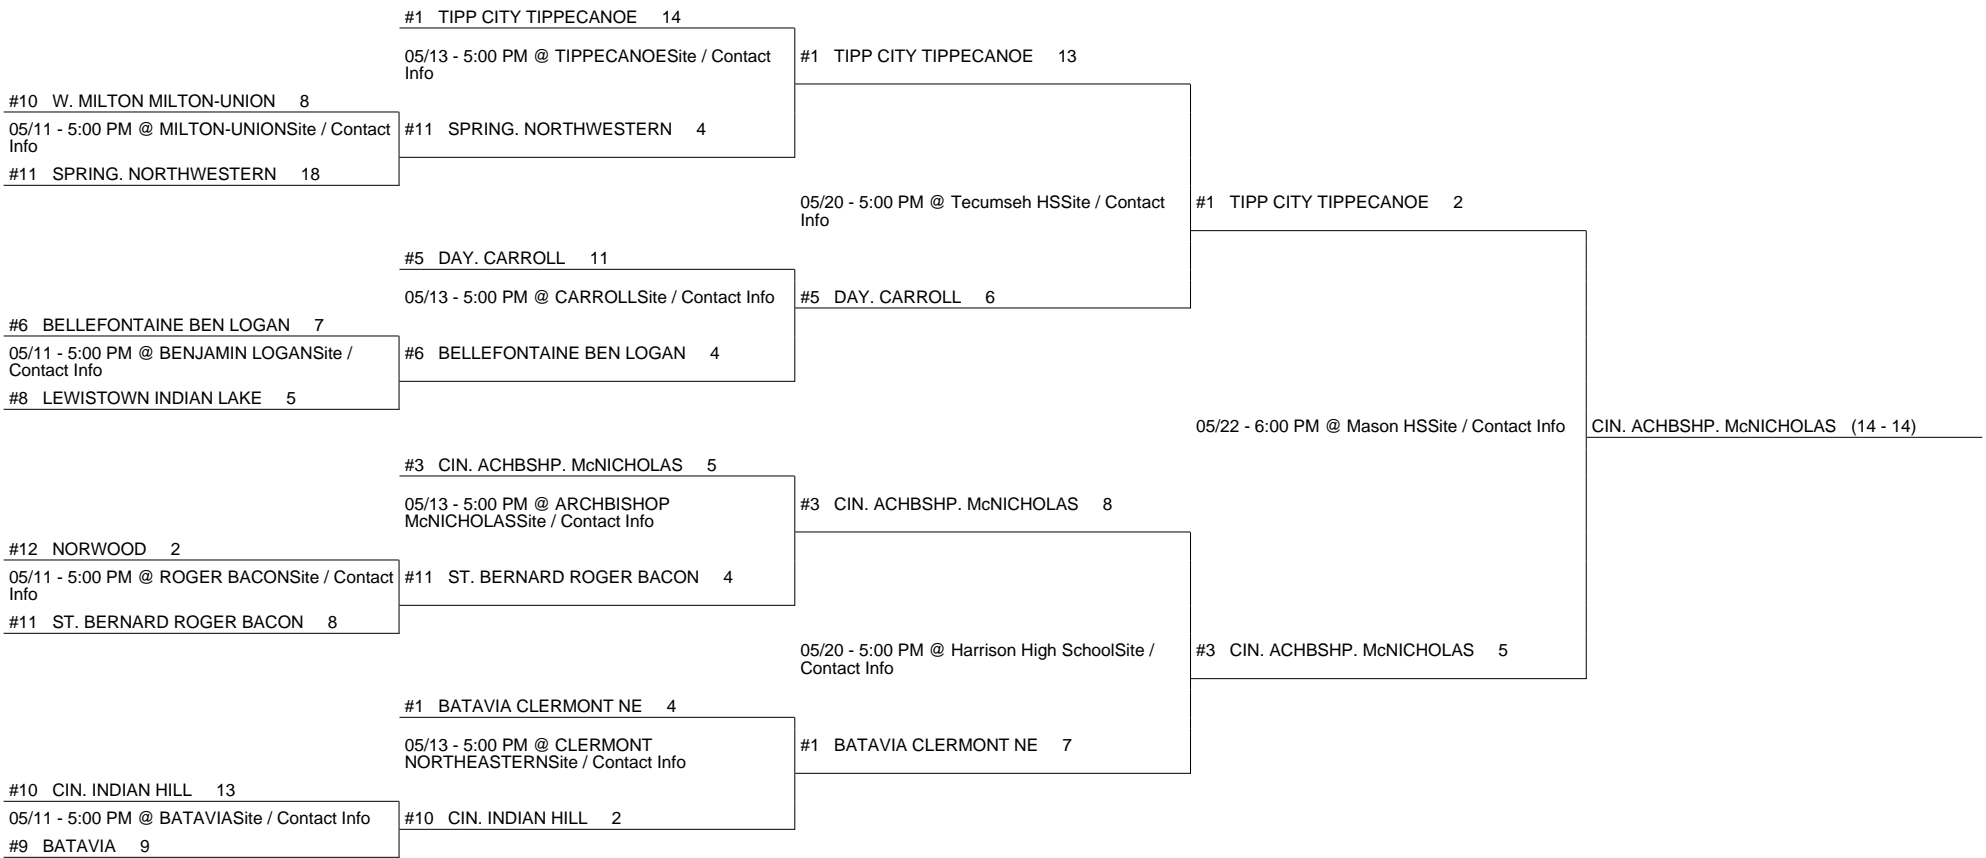 #1 TIPP CITY TIPPECANOE 14
05/13 - 5:00 PM @ TIPPECANOESite / Contact
Info
#1 TIPP CITY TIPPECANOE 13
#10 W. MILTON MILTON-UNION 8
05/11 - 5:00 PM @ MILTON-UNIONSite / Contact
Info
#11 SPRING. NORTHWESTERN 4
#11 SPRING. NORTHWESTERN 18
05/20 - 5:00 PM @ Tecumseh HSSite / Contact
Info
#1 TIPP CITY TIPPECANOE 2
#5 DAY. CARROLL 11
05/13 - 5:00 PM @ CARROLLSite / Contact Info
#5 DAY. CARROLL 6
#6 BELLEFONTAINE BEN LOGAN 7
05/11 - 5:00 PM @ BENJAMIN LOGANSite /
Contact Info
#6 BELLEFONTAINE BEN LOGAN 4
#8 LEWISTOWN INDIAN LAKE 5
05/22 - 6:00 PM @ Mason HSSite / Contact Info
CIN. ACHBSHP. McNICHOLAS (14 - 14)
#3 CIN. ACHBSHP. McNICHOLAS 5
05/13 - 5:00 PM @ ARCHBISHOP
McNICHOLASSite / Contact Info
#3 CIN. ACHBSHP. McNICHOLAS 8
#12 NORWOOD 2
05/11 - 5:00 PM @ ROGER BACONSite / Contact
Info
#11 ST. BERNARD ROGER BACON 4
#11 ST. BERNARD ROGER BACON 8
05/20 - 5:00 PM @ Harrison High SchoolSite /
Contact Info
#3 CIN. ACHBSHP. McNICHOLAS 5
#1 BATAVIA CLERMONT NE 4
05/13 - 5:00 PM @ CLERMONT
NORTHEASTERNSite / Contact Info
#1 BATAVIA CLERMONT NE 7
#10 CIN. INDIAN HILL 13
05/11 - 5:00 PM @ BATAVIASite / Contact Info
#10 CIN. INDIAN HILL 2
#9 BATAVIA 9